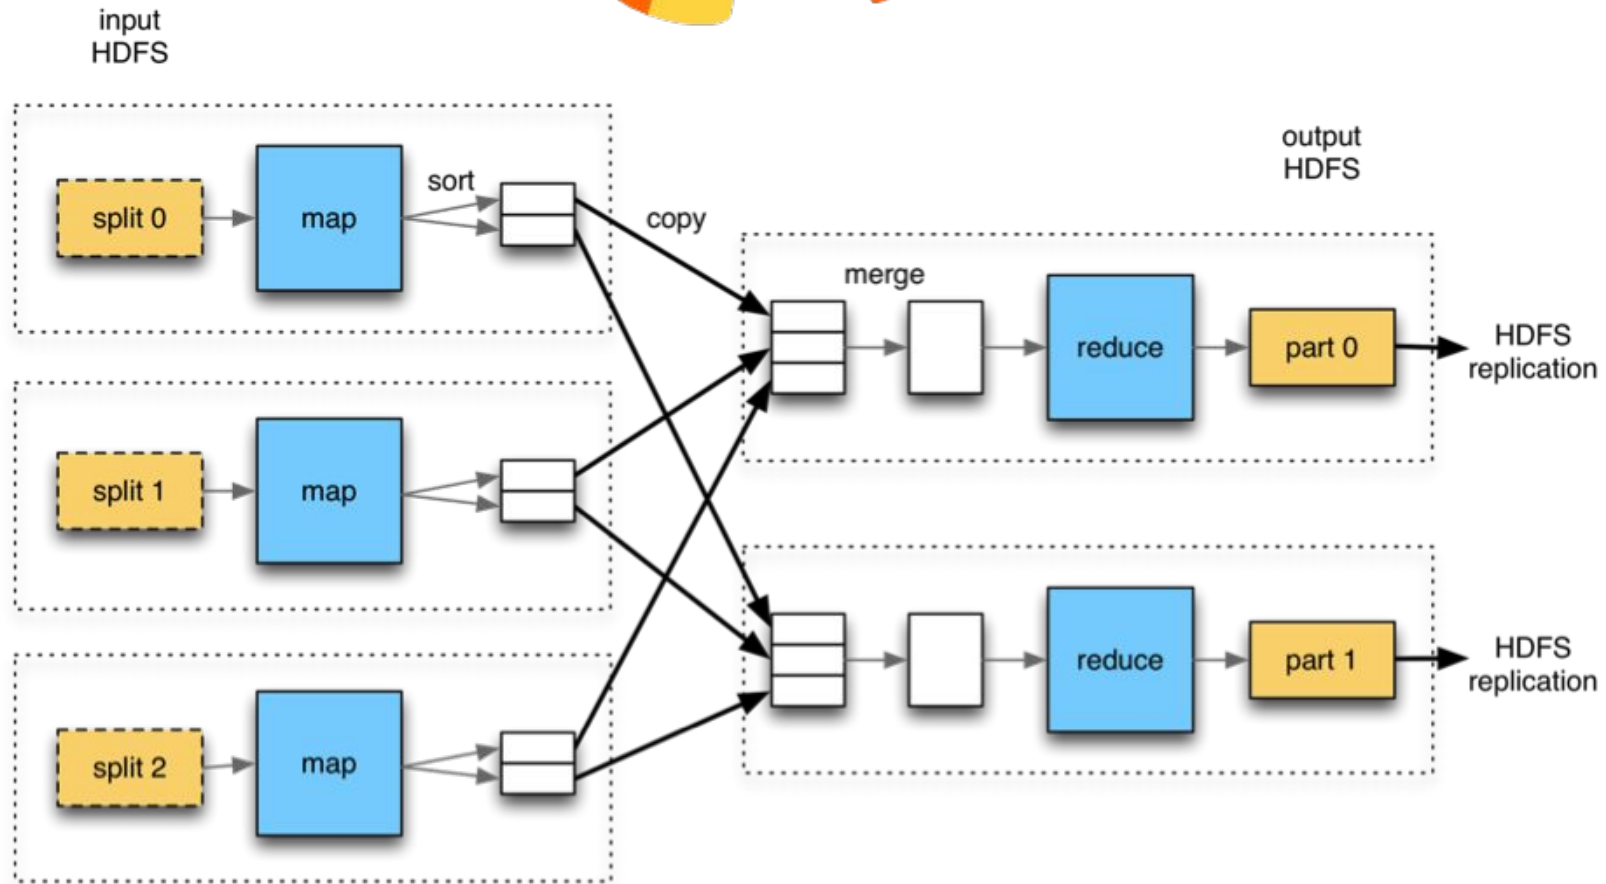 input
HDFS
split 0
map
sort
copy
split 1
map
split 2
map
output
HDFS
merge
reduce
part 0
HDFS
replication
reduce
part 1
HDFS
replication